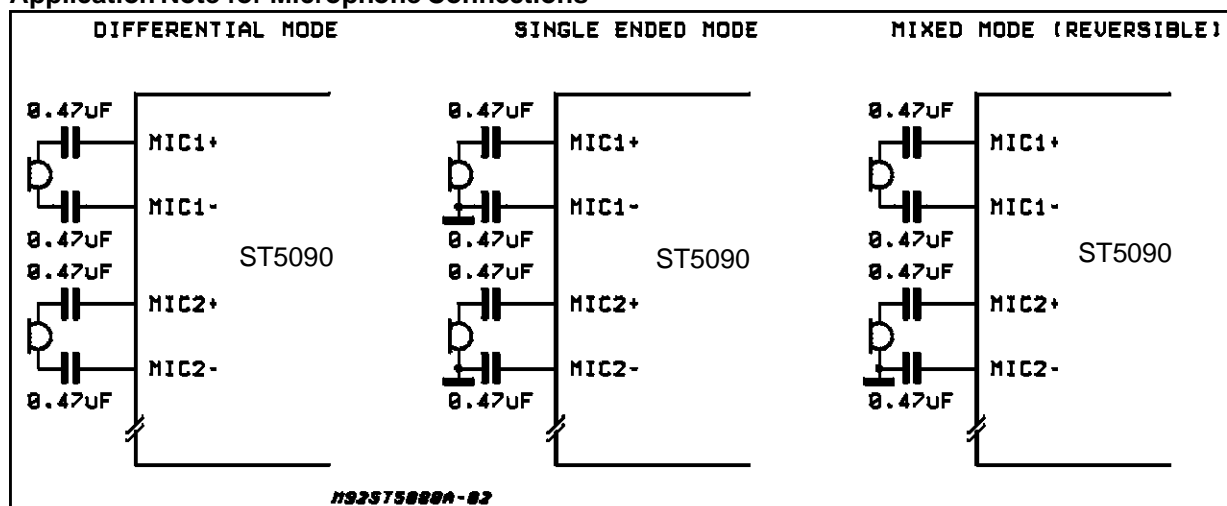 Application Note for Microphone Connections
DIFFERENTIAL MODE
0.47uF
MIC1+
MIC1-
0.47uF
ST5090
0.47uF
MIC2+
MIC2-
0.47uF
SINGLE ENDED MODE
0.47uF
MIC1+
MIC1-
0.47uF
ST5090
0.47uF
MIC2+
MIC2-
0.47uF
MIXED MODE (REVERSIBLE)
0.47uF
MIC1+
MIC1-
0.47uF
ST5090
0.47uF
MIC2+
MIC2-
0.47uF
M92ST5080A-02